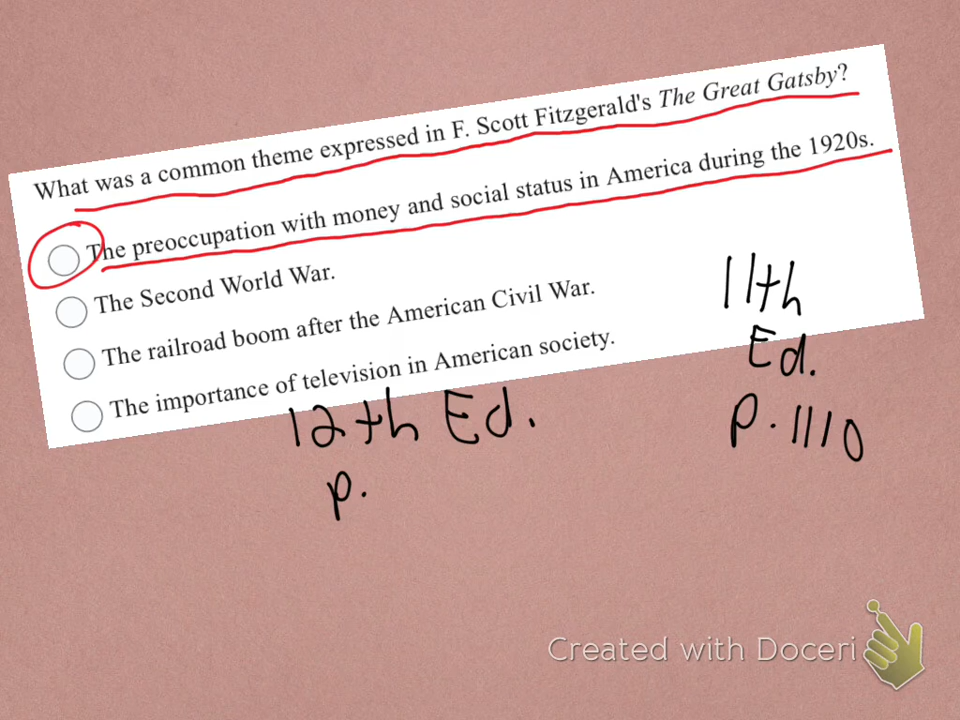 What was a common theme expressed in F. Scott Fitzgerald's The Great Gatsby?
The preoccupation with money and social status in America during the 1920s.
The Second World War.
The railroad boom after the American Civil War.
The importance of television in American society.
11th
Ed.
P. 1110
12th Ed.
p.
Created with Doceri